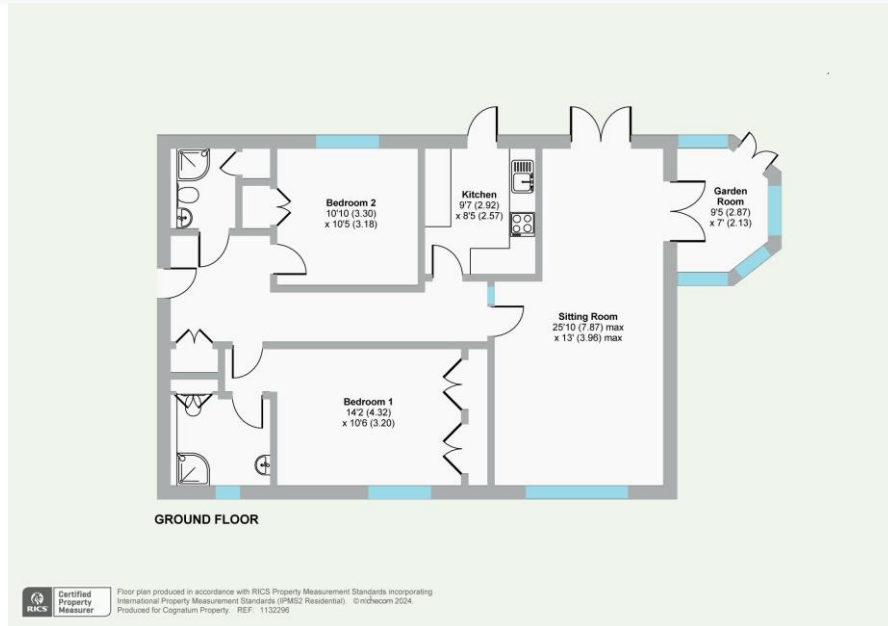 Bedroom 2
10'10 (3.30)
x 10'5 (3.18)
Kitchen
9'7 (2.92)
x 8'5 (2.57)
Garden
Room
9'5 (2.87)
x 7' (2.13)
Sitting Room
25'10 (7.87) max
x 13' (3.96) max
Bedroom 1
14'2 (4.32)
x 10'6 (3.20)
GROUND FLOOR
RICS
Certified
Property
Measurer
Floor plan produced in accordance with RICS Property Measurement Standards incorporating
International Property Measurement Standards (IPMS2 Residential). © nichecom 2024.
Produced for Cognatum Property. REF: 1132296